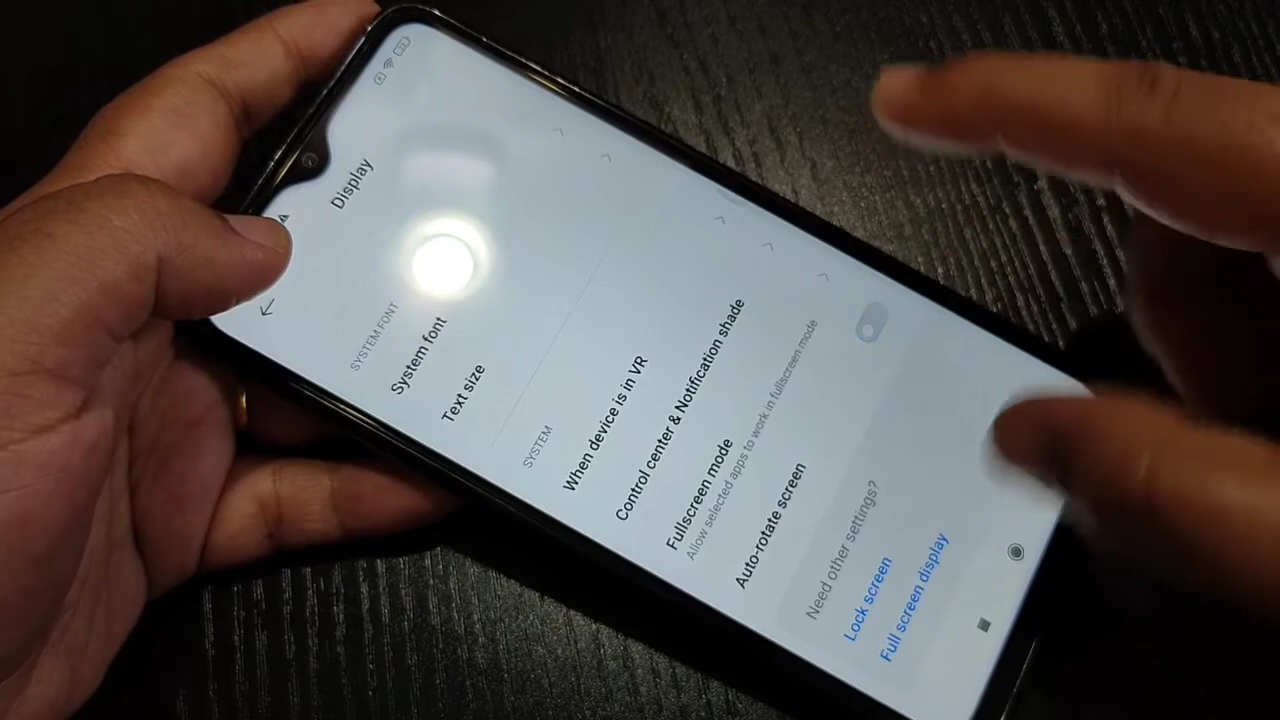 Display
SYSTEM FONT
System font
Text size
SYSTEM
When device is in VR
Control center & Notification shade
Fullscreen mode
Allow selected apps to work in fullscreen mode
Auto-rotate screen
Need other settings?
Lock screen
Full screen display